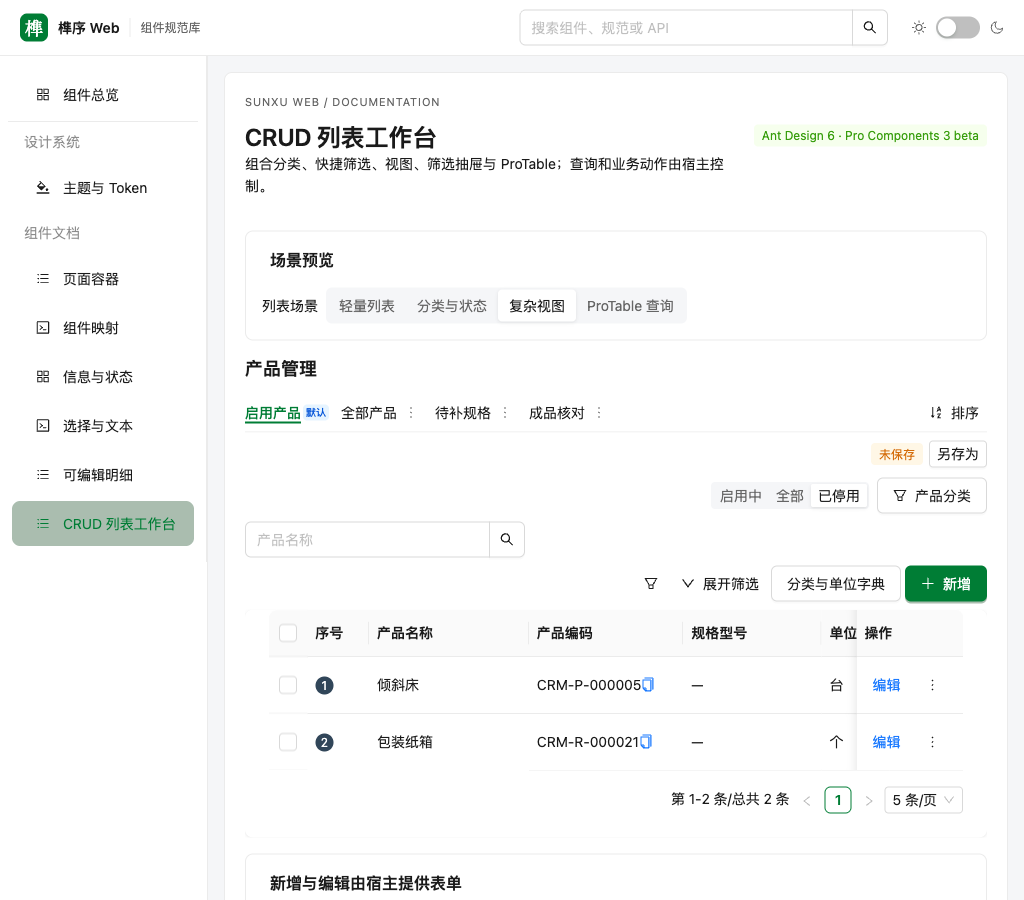 榫 榫序 Web 组件规范库 搜索组件、规范或 API
组件总览
设计系统
主题与 Token
组件文档
页面容器
组件映射
信息与状态
选择与文本
可编辑明细
CRUD 列表工作台
SUNXU WEB / DOCUMENTATION
CRUD 列表工作台
Ant Design 6 · Pro Components 3 beta
组合分类、快捷筛选、视图、筛选抽屉与 ProTable；查询和业务动作由宿主控
制。
场景预览
列表场景 轻量列表 分类与状态 复杂视图 ProTable 查询
产品管理
启用产品 默认 全部产品 待补规格 成品核对 排序
未保存 另存为
启用中 全部 已停用 产品分类
产品名称
展开筛选 分类与单位字典 新增
序号 产品名称 产品编码 规格型号 单位 操作
1 倾斜床 CRM-P-000005 — 台 编辑
2 包装纸箱 CRM-R-000021 — 个 编辑
第 1-2 条/总共 2 条 < 1 > 5 条/页
新增与编辑由宿主提供表单